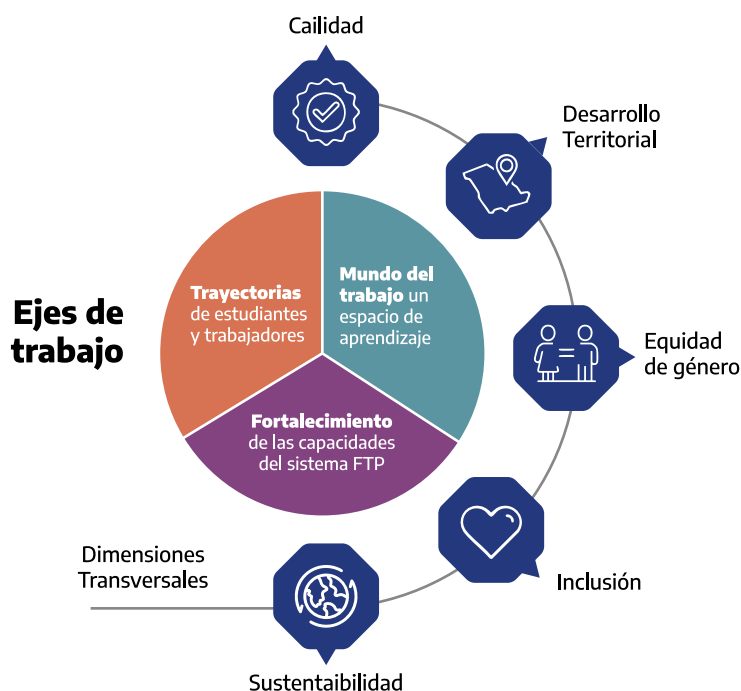 Cailidad
Desarrollo
Territorial
Ejes de
trabajo
Trayectorias
de estudiantes
y trabajadores
Mundo del
trabajo un
espacio de
aprendizaje
Equidad
de género
Fortalecimiento
de las capacidades
del sistema FTP
Dimensiones
Transversales
Inclusión
Sustentaibilidad